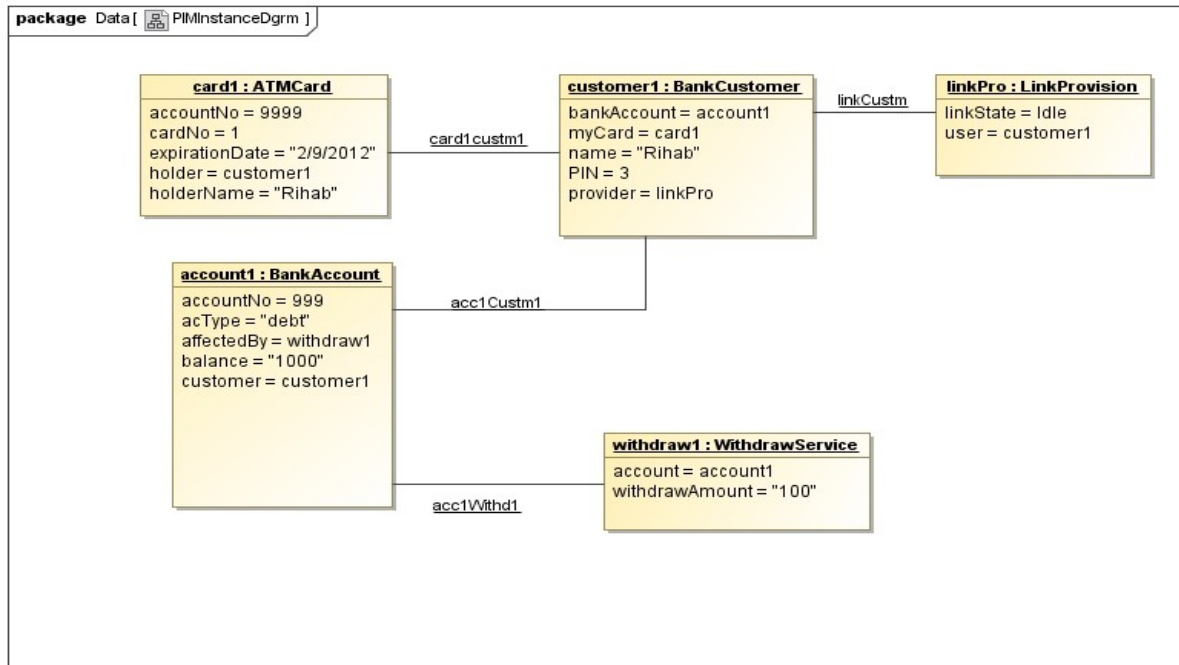 package Data [ PIMInstanceDgrm ]
card1 : ATMCard
accountNo = 9999
cardNo = 1
expirationDate = "2/9/2012"
holder = customer1
holderName = "Rihab"
card1custm1
customer1 : BankCustomer
bankAccount = account1
myCard = card1
name = "Rihab"
PIN = 3
provider = linkPro
linkCustm
linkPro : LinkProvision
linkState = Idle
user = customer1
account1 : BankAccount
accountNo = 999
acType = "debt"
affectedBy = withdraw1
balance = "1000"
customer = customer1
acc1Custm1
withdraw1 : WithdrawService
account = account1
withdrawAmount = "100"
acc1Withd1